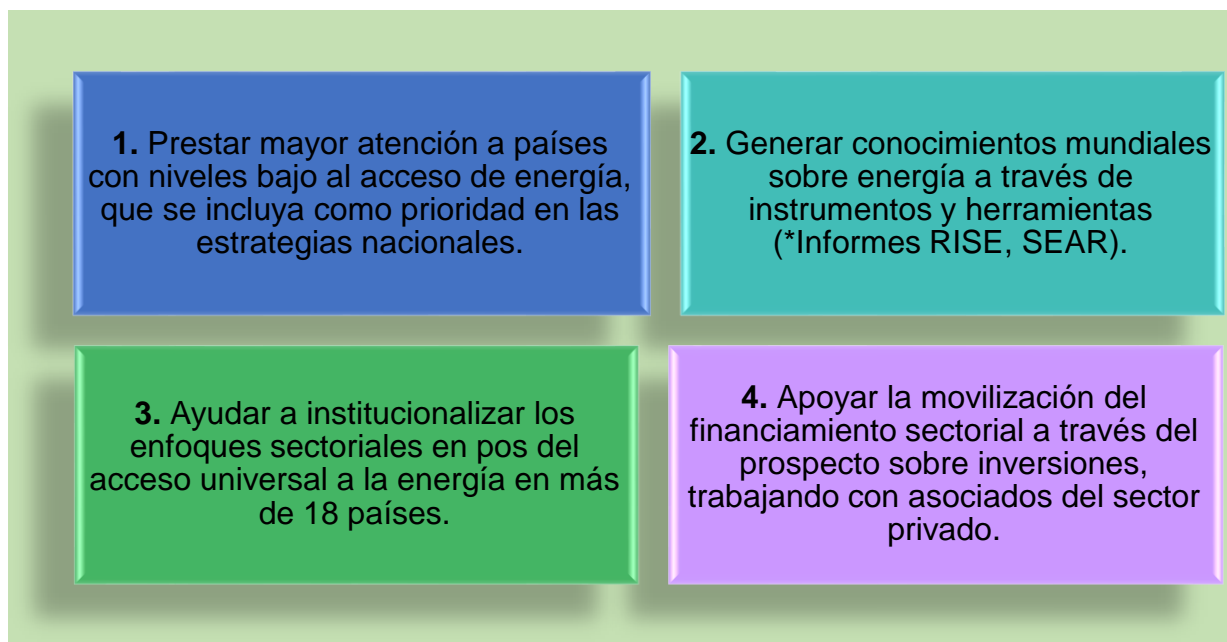 1. Prestar mayor atención a países
con niveles bajo al acceso de energía,
que se incluya como prioridad en las
estrategias nacionales.
2. Generar conocimientos mundiales
sobre energía a través de
instrumentos y herramientas
(*Informes RISE, SEAR).
3. Ayudar a institucionalizar los
enfoques sectoriales en pos del
acceso universal a la energía en más
de 18 países.
4. Apoyar la movilización del
financiamiento sectorial a través del
prospecto sobre inversiones,
trabajando con asociados del sector
privado.